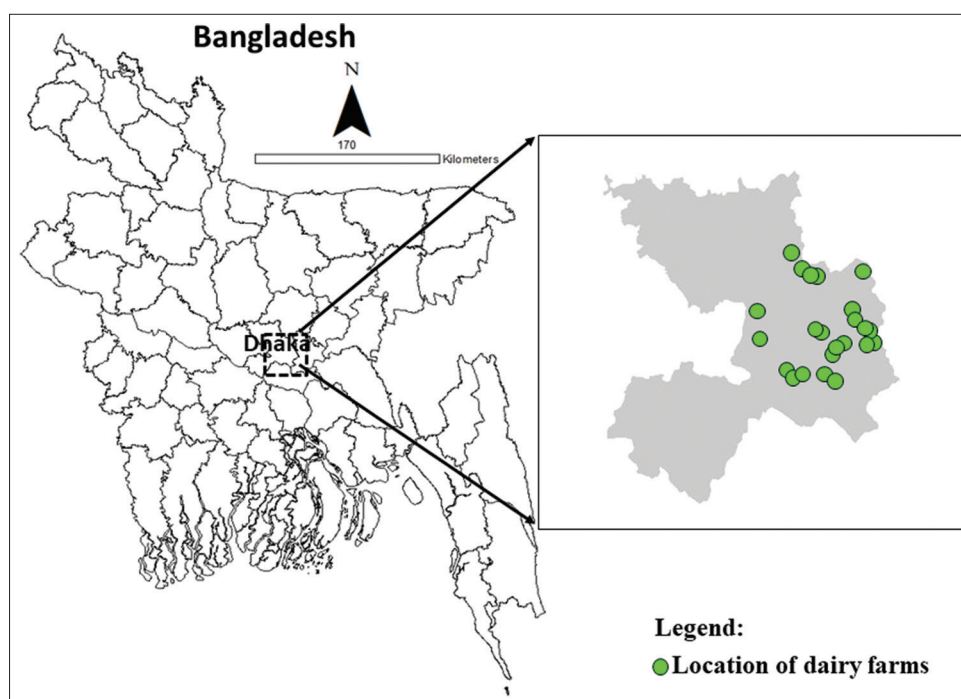 Bangladesh
N
170
Kilometers
Dhaka
Legend:
Location of dairy farms